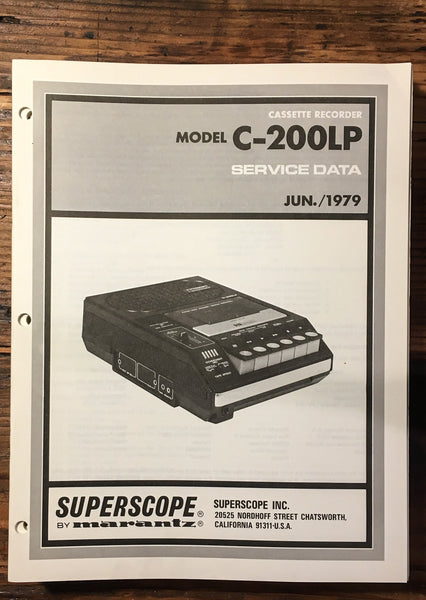 CASSETTE RECORDER
MODEL C-200LP
SERVICE DATA
JUN./1979
SUPERSCOPE®
BY marantz®
SUPERSCOPE INC.
20525 NORDHOFF STREET CHATSWORTH,
CALIFORNIA 91311·U.S.A.